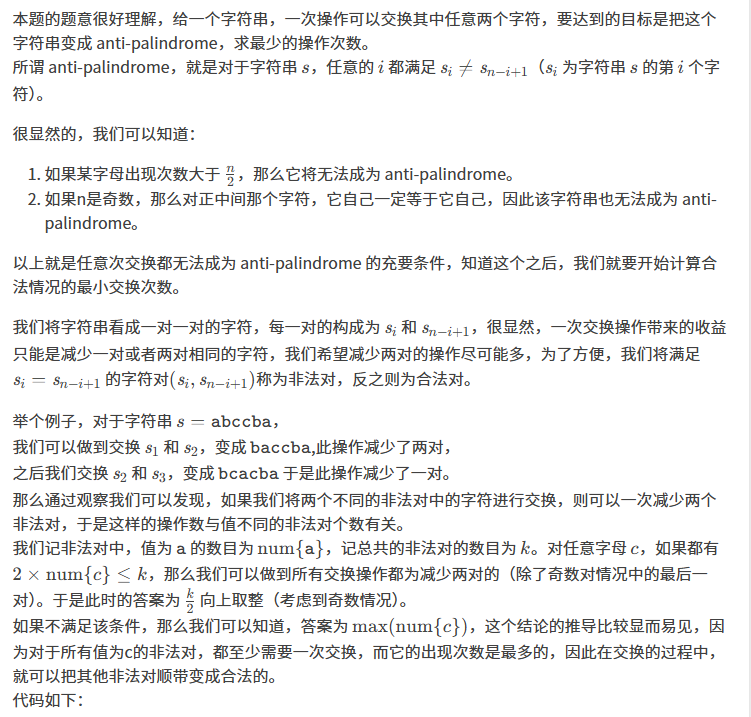 本题的题意很好理解，给一个字符串，一次操作可以交换其中任意两个字符，要达到的目标是把这个
字符串变成 anti-palindrome，求最少的操作次数。
所谓 anti-palindrome，就是对于字符串 s，任意的 i 都满足 s_i ≠ s_{n-i+1}（s_i 为字符串 s 的第 i 个字
符）。
很显然的，我们可以知道：
1. 如果某字母出现次数大于 n/2，那么它将无法成为 anti-palindrome。
2. 如果n是奇数，那么对正中间那个字符，它自己一定等于它自己，因此该字符串也无法成为 anti-
palindrome。
以上就是任意次交换都无法成为 anti-palindrome 的充要条件，知道这个之后，我们就要开始计算合
法情况的最小交换次数。
我们将字符串看成一对一对的字符，每一对的构成为 s_i 和 s_{n-i+1}，很显然，一次交换操作带来的收益
只能是减少一对或者两对相同的字符，我们希望减少两对的操作尽可能多，为了方便，我们将满足
s_i = s_{n-i+1} 的字符对(s_i, s_{n-i+1})称为非法对，反之则为合法对。
举个例子，对于字符串 s = abccba，
我们可以做到交换 s_1 和 s_2，变成 baccba,此操作减少了两对，
之后我们交换 s_2 和 s_3，变成 bcacba 于是此操作减少了一对。
那么通过观察我们可以发现，如果我们将两个不同的非法对中的字符进行交换，则可以一次减少两个
非法对，于是这样的操作数与值不同的非法对个数有关。
我们记非法对中，值为 a 的数目为 num{a}，记总共的非法对的数目为 k。对任意字母 c，如果都有
2 × num{c} ≤ k，那么我们可以做到所有交换操作都为减少两对的（除了奇数对情况中的最后一
对）。于是此时的答案为 k/2 向上取整（考虑到奇数情况）。
如果不满足该条件，那么我们可以知道，答案为 max(num{c})，这个结论的推导比较显而易见，因
为对于所有值为c的非法对，都至少需要一次交换，而它的出现次数是最多的，因此在交换的过程中，
就可以把其他非法对顺带变成合法的。
代码如下：